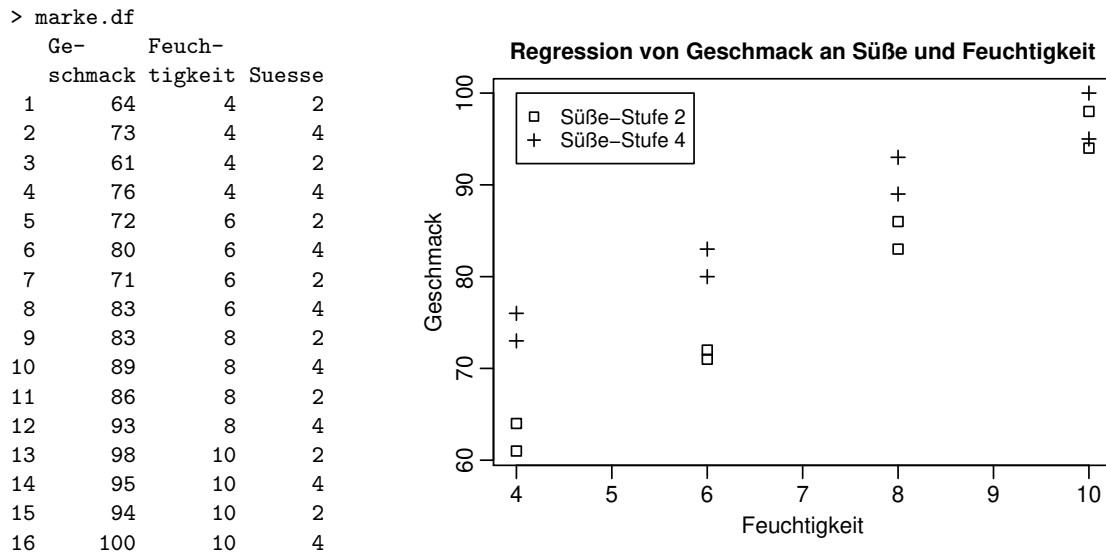 > marke.df
Ge- Feuch-
schmack tigkeit Suesse
1 64 4 2
2 73 4 4
3 61 4 2
4 76 4 4
5 72 6 2
6 80 6 4
7 71 6 2
8 83 6 4
9 83 8 2
10 89 8 4
11 86 8 2
12 93 8 4
13 98 10 2
14 95 10 4
15 94 10 2
16 100 10 4
Regression von Geschmack an Süße und Feuchtigkeit
Süße−Stufe 2
Süße−Stufe 4
100
90
80
70
60
Geschmack
4 5 6 7 8 9 10
Feuchtigkeit